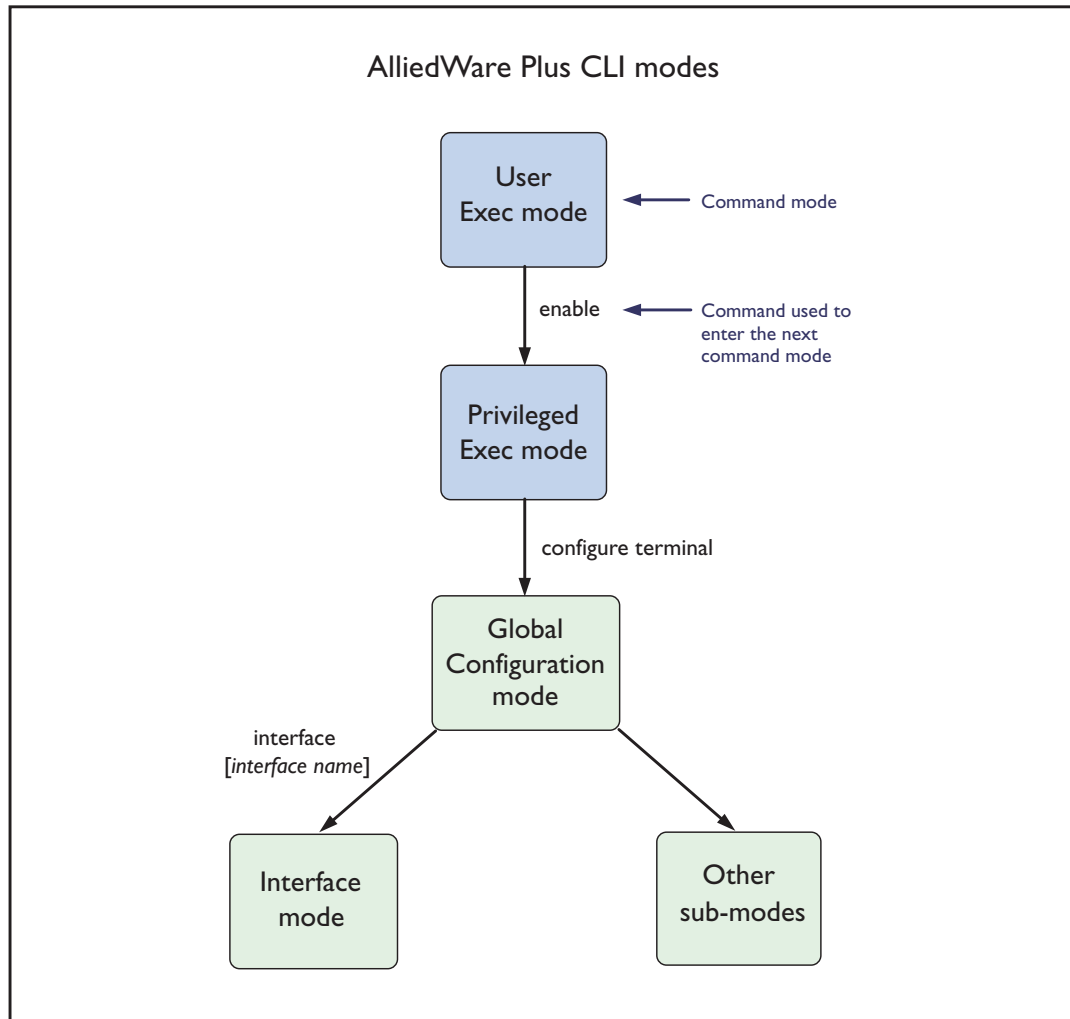 AlliedWare Plus CLI modes
User
Exec mode
Command mode
enable
Command used to
enter the next
command mode
Privileged
Exec mode
configure terminal
Global
Configuration
mode
interface
[interface name]
Interface
mode
Other
sub-modes